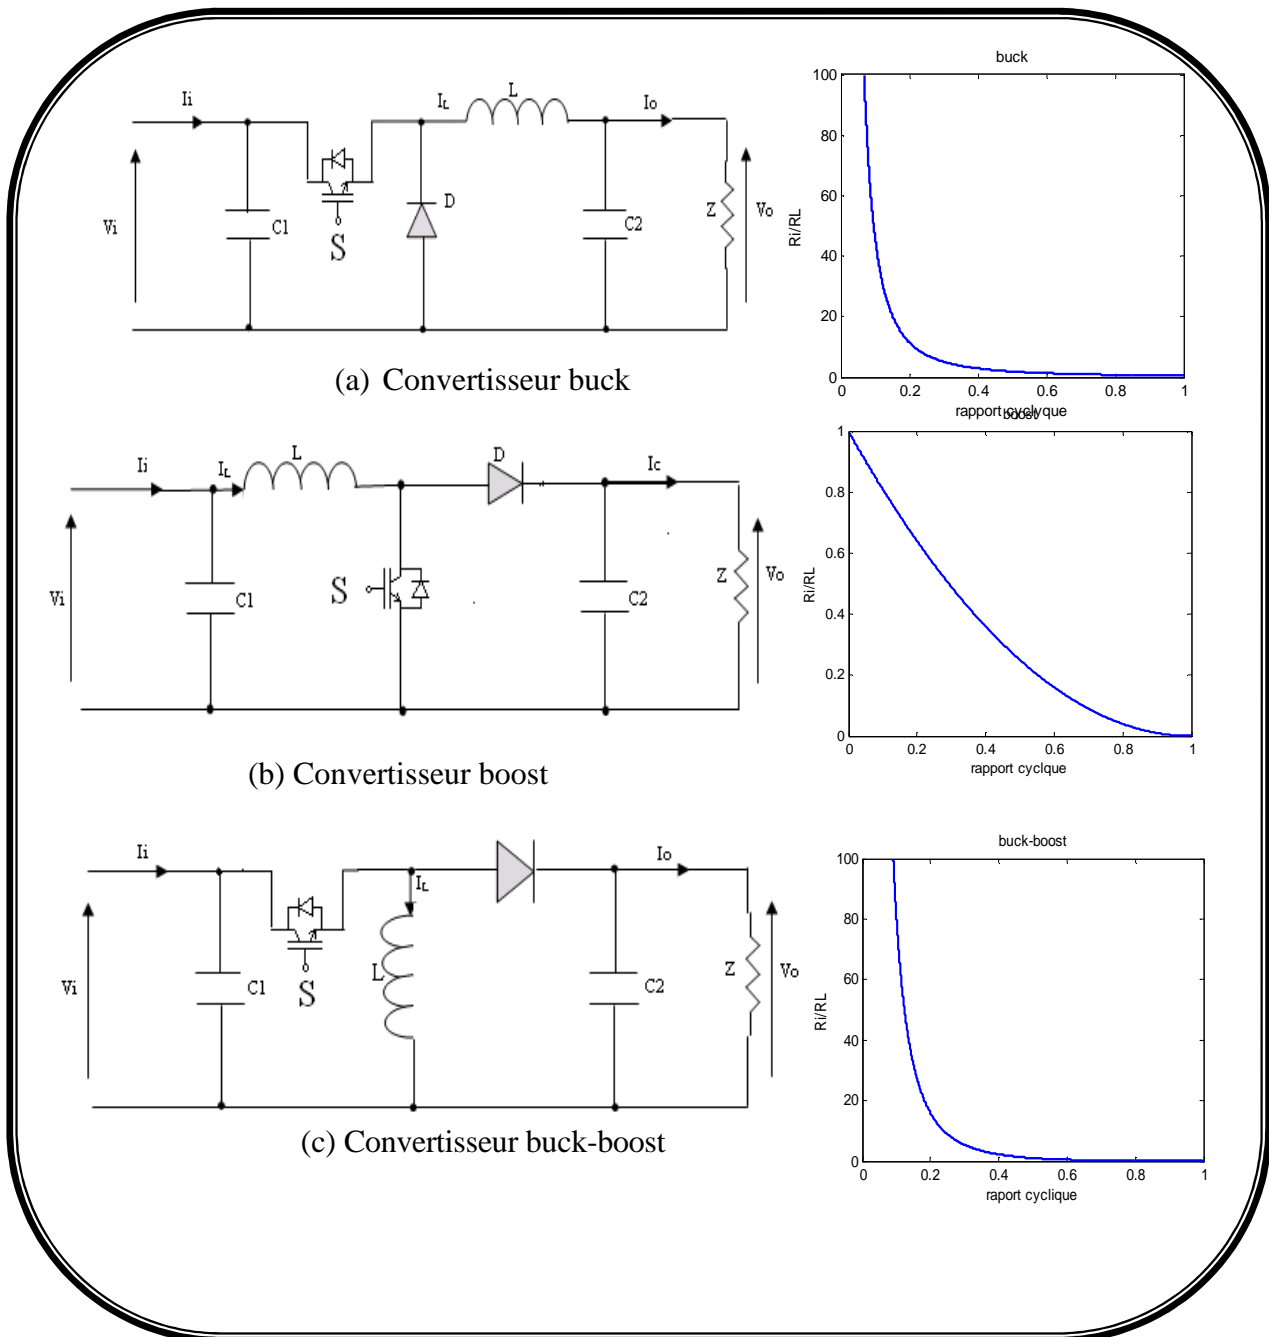 buck
Ii
IL
L
Io
Vi
C1
S
D
C2
Z
Vo
100
80
60
40
20
0
Ri/RL
0
0.2
0.4
0.6
0.8
1
rapport cyclyque
(a) Convertisseur buck
boost
Ii
IL
L
D
Ic
Vi
C1
S
C2
Z
Vo
1
0.8
0.6
0.4
0.2
0
Ri/RL
0
0.2
0.4
0.6
0.8
1
rapport cyclque
(b) Convertisseur boost
buck-boost
Ii
IL
Io
Vi
C1
S
L
C2
Z
Vo
100
80
60
40
20
0
Ri/RL
0
0.2
0.4
0.6
0.8
1
raport cyclique
(c) Convertisseur buck-boost